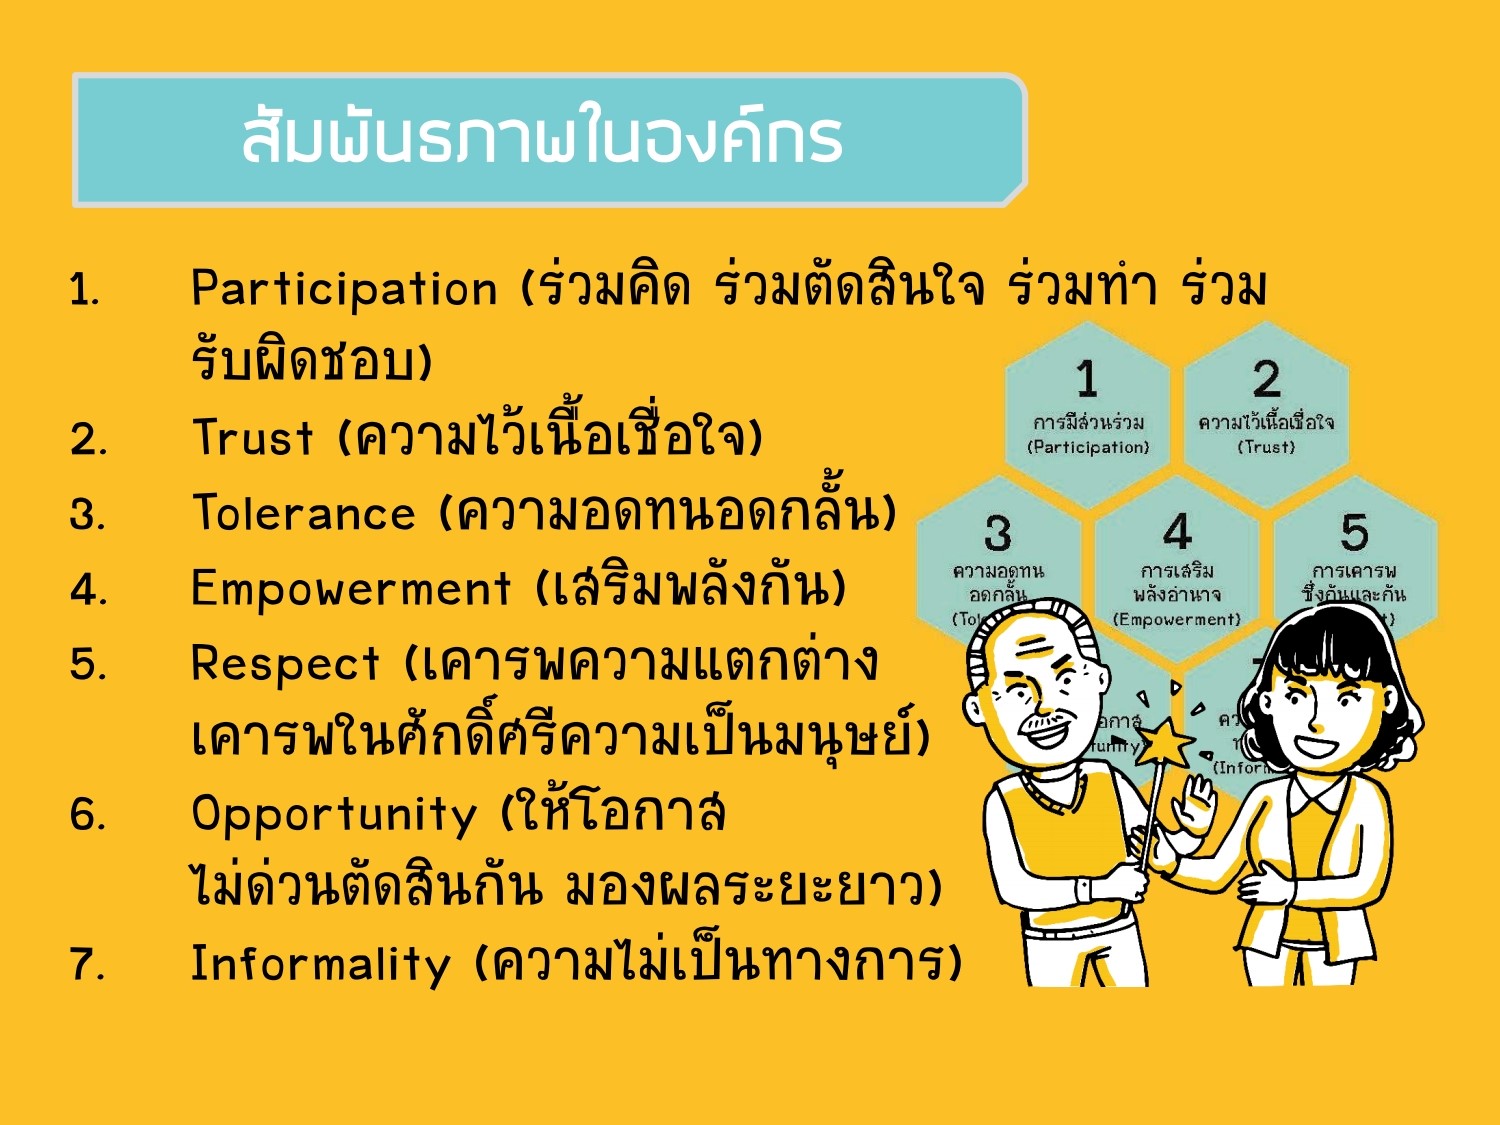 สัมพันธภาพในองค์กร
1. Participation (ร่วมคิด ร่วมตัดสินใจ ร่วมทำ ร่วม
รับผิดชอบ)
2. Trust (ความไว้เนื้อเชื่อใจ)
3. Tolerance (ความอดทนอดกลั้น)
4. Empowerment (เสริมพลังกัน)
5. Respect (เคารพความแตกต่าง
เคารพในศักดิ์ศรีความเป็นมนุษย์)
6. Opportunity (ให้โอกาส
ไม่ด่วนตัดสินกัน มองผลระยะยาว)
7. Informality (ความไม่เป็นทางการ)
1
การมีส่วนร่วม
(Participation)
2
ความไว้เนื้อเชื่อใจ
(Trust)
3
ความอดทน
อดกลั้น
4
การเสริม
พลังอำนาจ
(Empowerment)
5
การเคารพ
ซึ่งกันและกัน